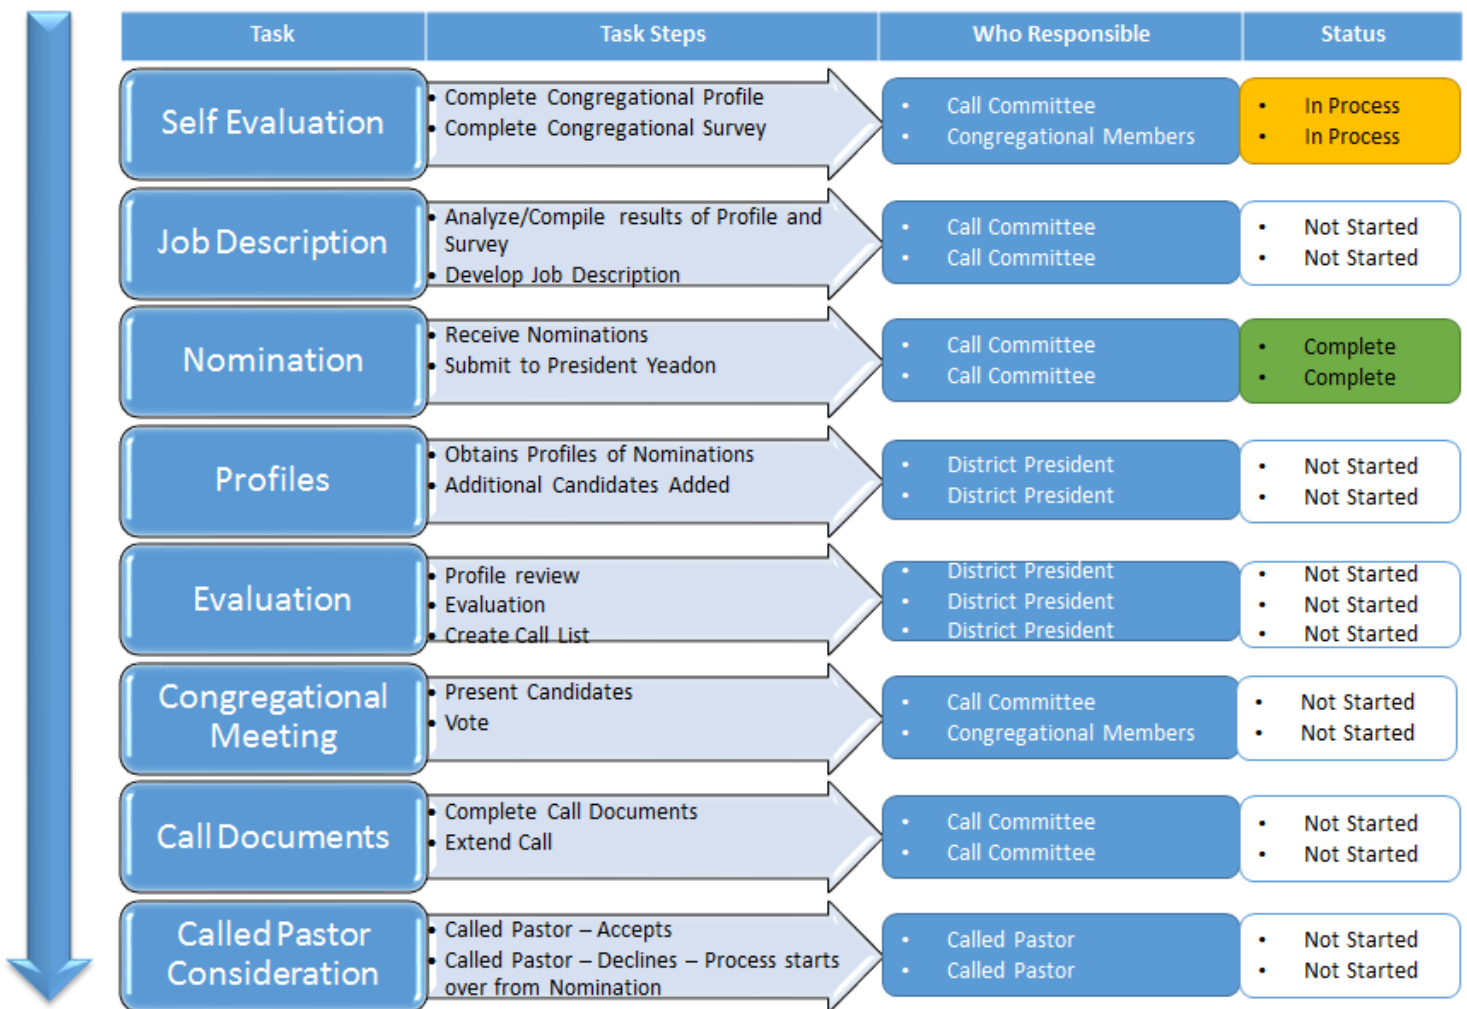 Task Task Steps Who Responsible Status
Self Evaluation
• Complete Congregational Profile
• Complete Congregational Survey
• Call Committee
• Congregational Members
• In Process
• In Process
Job Description
• Analyze/Compile results of Profile and
Survey
• Develop Job Description
• Call Committee
• Call Committee
• Not Started
• Not Started
Nomination
• Receive Nominations
• Submit to President Yeadon
• Call Committee
• Call Committee
• Complete
• Complete
Profiles
• Obtains Profiles of Nominations
• Additional Candidates Added
• District President
• District President
• Not Started
• Not Started
Evaluation
• Profile review
• Evaluation
• Create Call List
• District President
• District President
• District President
• Not Started
• Not Started
• Not Started
Congregational
Meeting
• Present Candidates
• Vote
• Call Committee
• Congregational Members
• Not Started
• Not Started
Call Documents
• Complete Call Documents
• Extend Call
• Call Committee
• Call Committee
• Not Started
• Not Started
Called Pastor
Consideration
• Called Pastor – Accepts
• Called Pastor – Declines – Process starts
over from Nomination
• Called Pastor
• Called Pastor
• Not Started
• Not Started